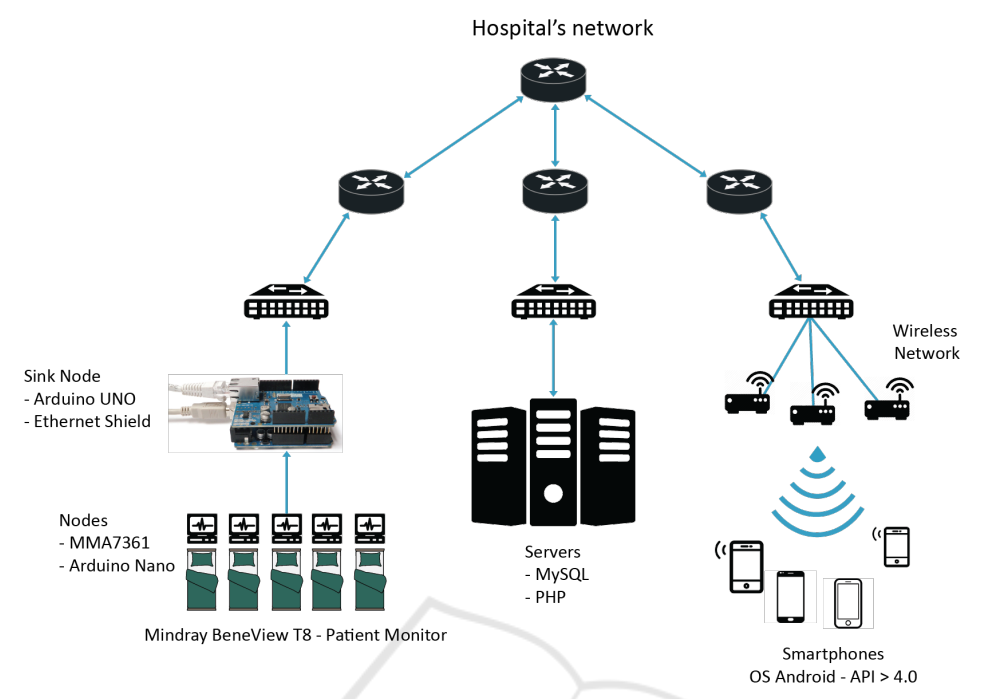 Hospital's network
Wireless
Network
Sink Node
- Arduino UNO
- Ethernet Shield
Nodes
- MMA7361
- Arduino Nano
Servers
- MySQL
- PHP
Mindray BeneView T8 - Patient Monitor
Smartphones
OS Android - API > 4.0